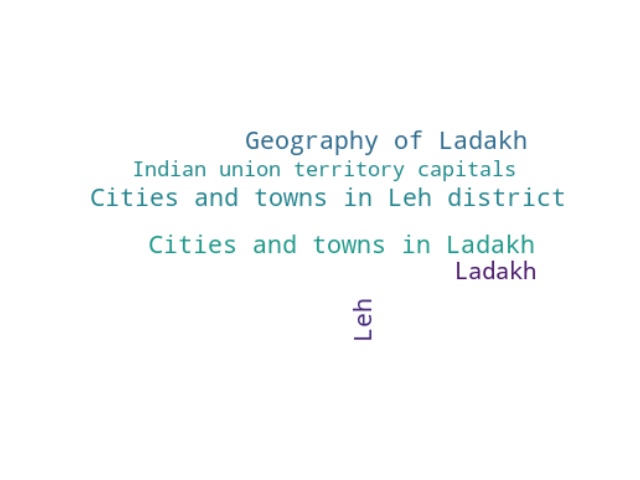 Geography of Ladakh
Indian union territory capitals
Cities and towns in Leh district
Cities and towns in Ladakh
Ladakh
Leh